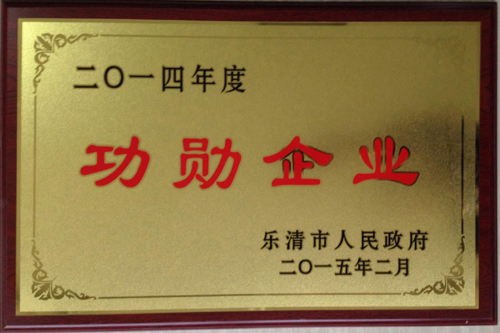 二〇一四年度
功勋企业
乐清市人民政府
二〇一五年二月